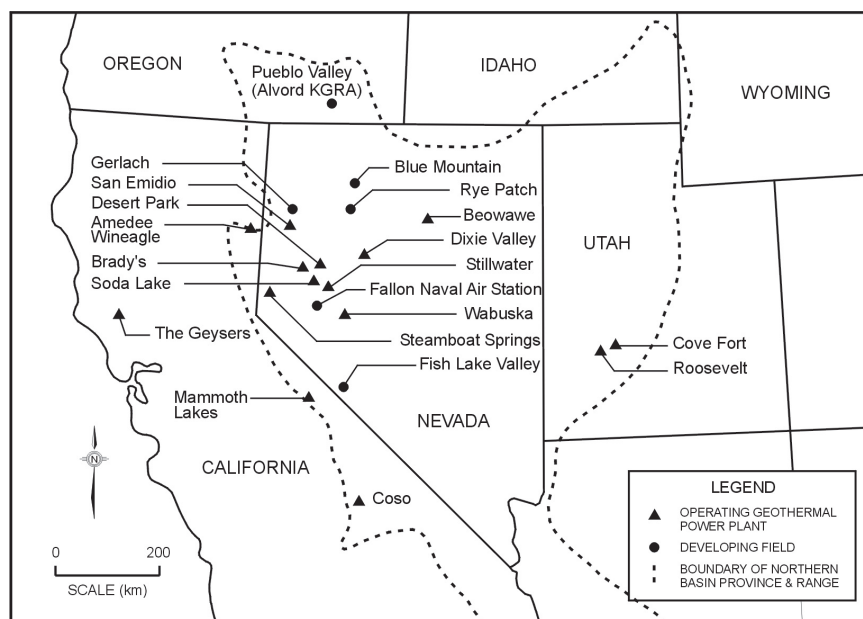 OREGON
IDAHO
WYOMING
Pueblo Valley
(Alvord KGRA)
Gerlach
San Emidio
Desert Park
Amedee
Wineagle
Brady's
Soda Lake
The Geysers
Blue Mountain
Rye Patch
Beowawe
Dixie Valley
Stillwater
Fallon Naval Air Station
Wabuska
Steamboat Springs
Fish Lake Valley
UTAH
Cove Fort
Roosevelt
Mammoth
Lakes
NEVADA
CALIFORNIA
Coso
N
0 200
SCALE (km)
LEGEND
OPERATING GEOTHERMAL
POWER PLANT
DEVELOPING FIELD
BOUNDARY OF NORTHERN
BASIN PROVINCE & RANGE